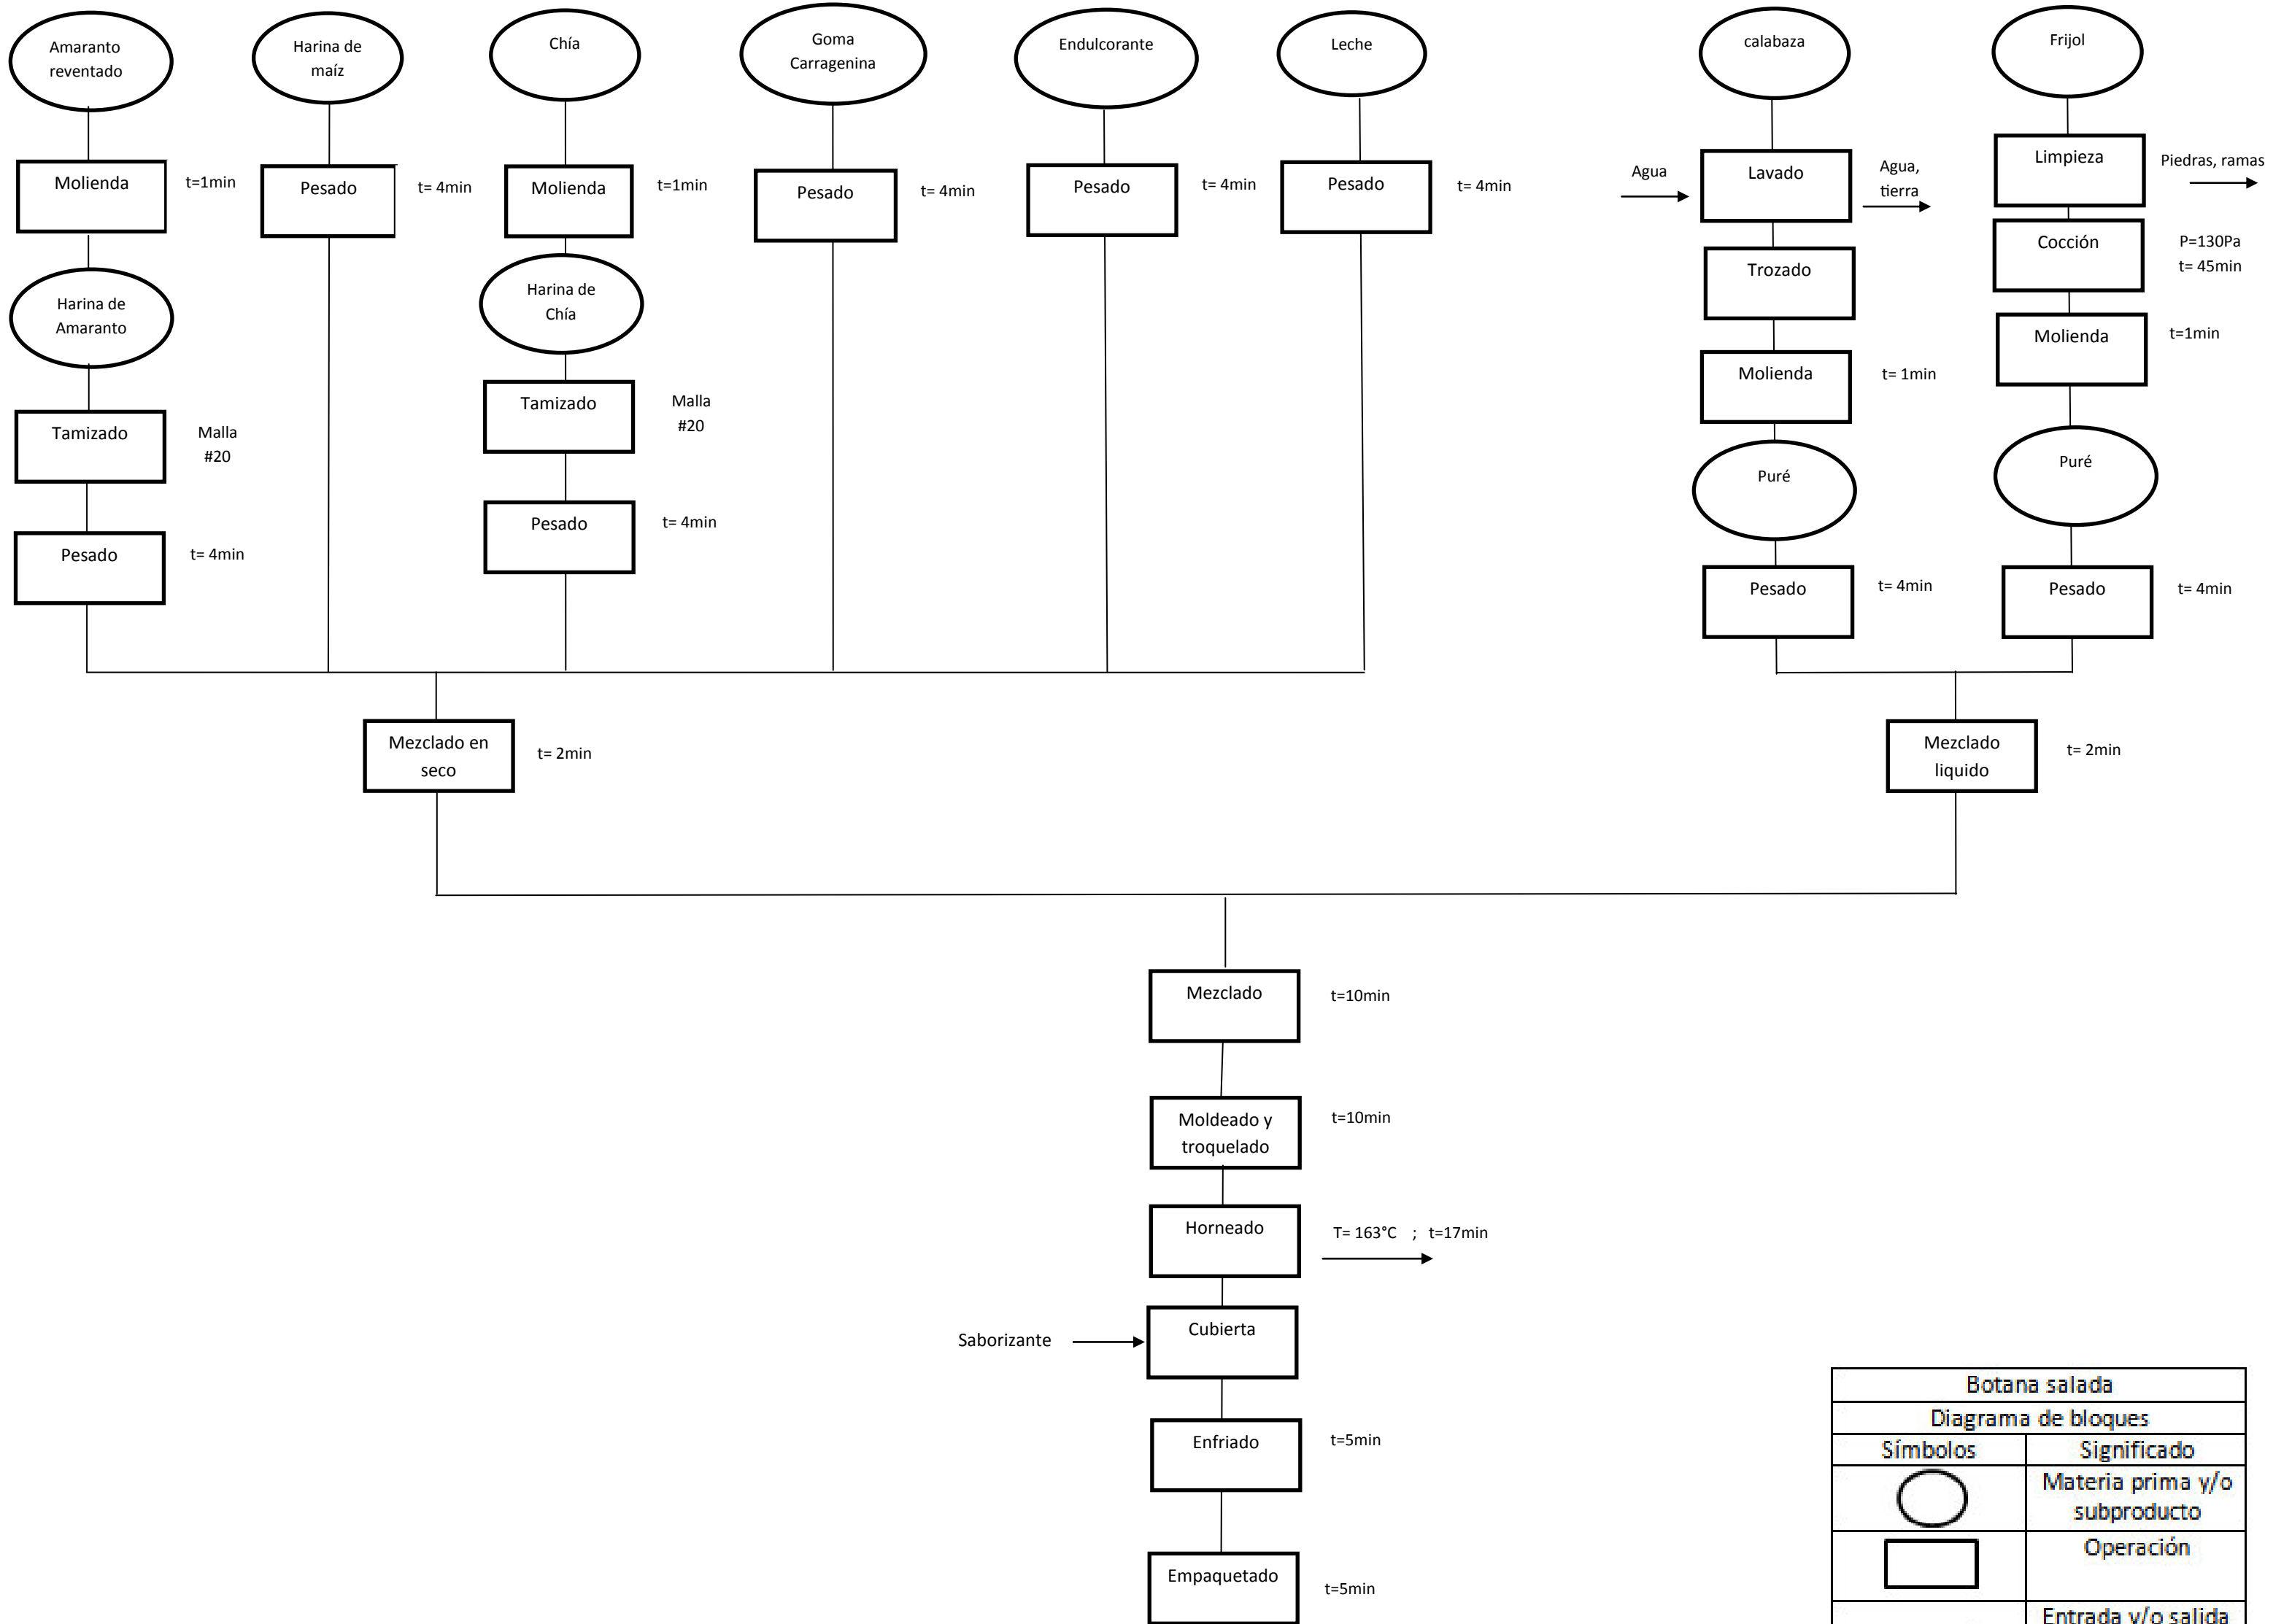 Amaranto
reventado
Harina de
maíz
Chía
Goma
Carragenina
Endulcorante
Leche
calabaza
Frijol
Molienda
t=1min
Pesado
t= 4min
Molienda
t=1min
Pesado
t= 4min
Pesado
t= 4min
Pesado
t= 4min
Agua
Lavado
Agua,
tierra
Limpieza
Piedras, ramas
Trozado
Cocción
P=130Pa
t= 45min
Harina de
Amaranto
Harina de
Chía
Molienda
t= 1min
Molienda
t=1min
Tamizado
Malla
#20
Tamizado
Malla
#20
Puré
Puré
Pesado
t= 4min
Pesado
t= 4min
Pesado
t= 4min
Pesado
t= 4min
Mezclado en
seco
t= 2min
Mezclado
liquido
t= 2min
Mezclado
t=10min
Moldeado y
troquelado
t=10min
Horneado
T= 163°C ; t=17min
Saborizante
Cubierta
Enfriado
t=5min
Empaquetado
t=5min
Botana salada
Diagrama de bloques
Símbolos
Significado
Materia prima y/o
subproducto
Operación
Entrada y/o salida